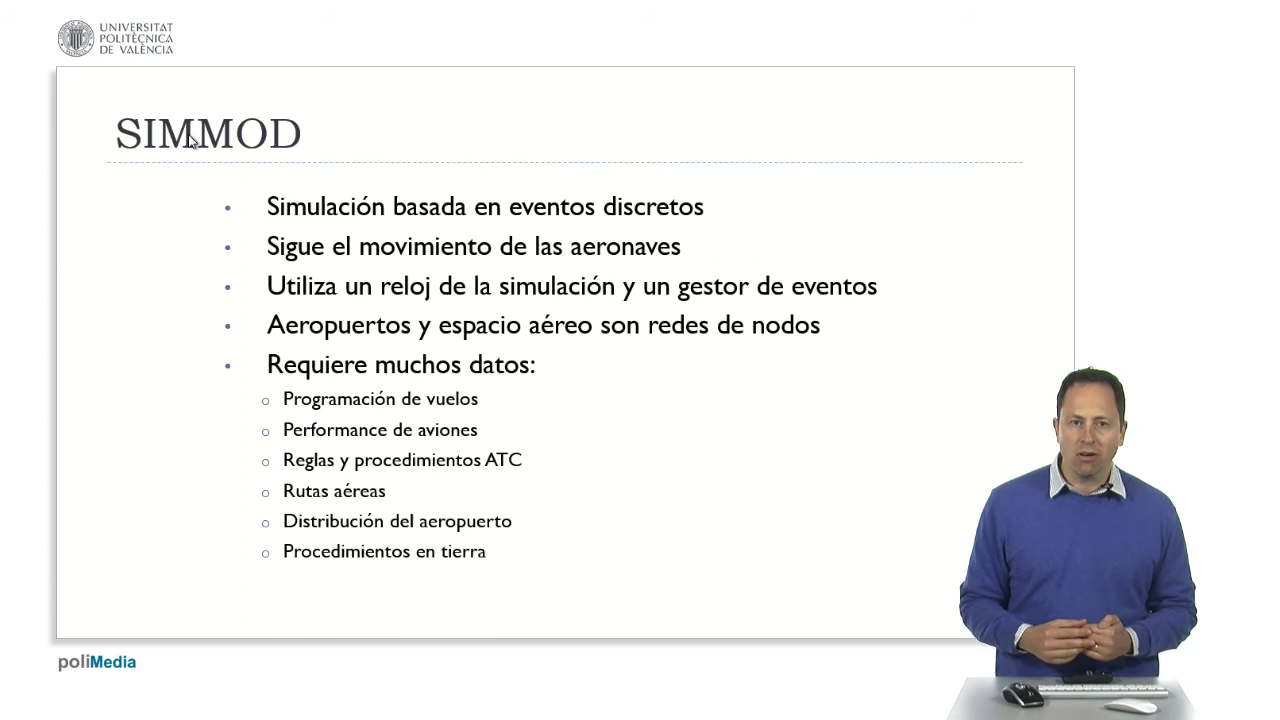 UNIVERSITAT
POLITÈCNICA
DE VALÈNCIA
SIMMOD
• Simulación basada en eventos discretos
• Sigue el movimiento de las aeronaves
• Utiliza un reloj de la simulación y un gestor de eventos
• Aeropuertos y espacio aéreo son redes de nodos
• Requiere muchos datos:
o Programación de vuelos
o Performance de aviones
o Reglas y procedimientos ATC
o Rutas aéreas
o Distribución del aeropuerto
o Procedimientos en tierra
poliMedia